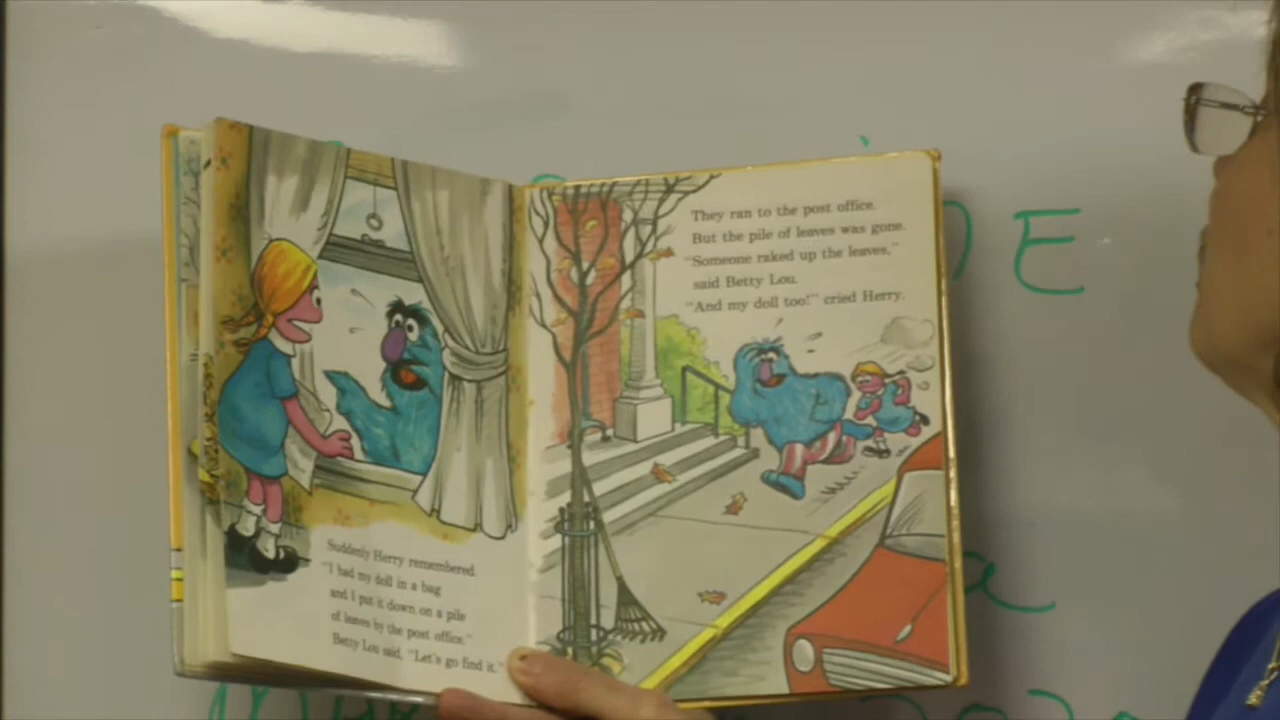 Suddenly Herry remembered.
"I had my doll in a bag
and I put it down on a pile
of leaves by the post office."
Betty Lou said, "Let's go find it."
They ran to the post office.
But the pile of leaves was gone.
"Someone raked up the leaves,"
said Betty Lou.
"And my doll too!" cried Herry.